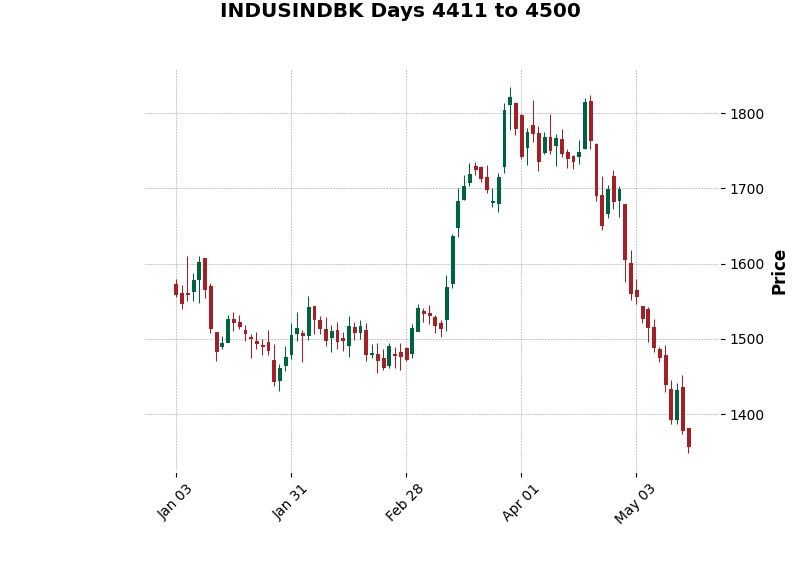 INDUSINDBK Days 4411 to 4500
1800
1700
1600
1500
1400
Price
Jan 03
Jan 31
Feb 28
Apr 01
May 03